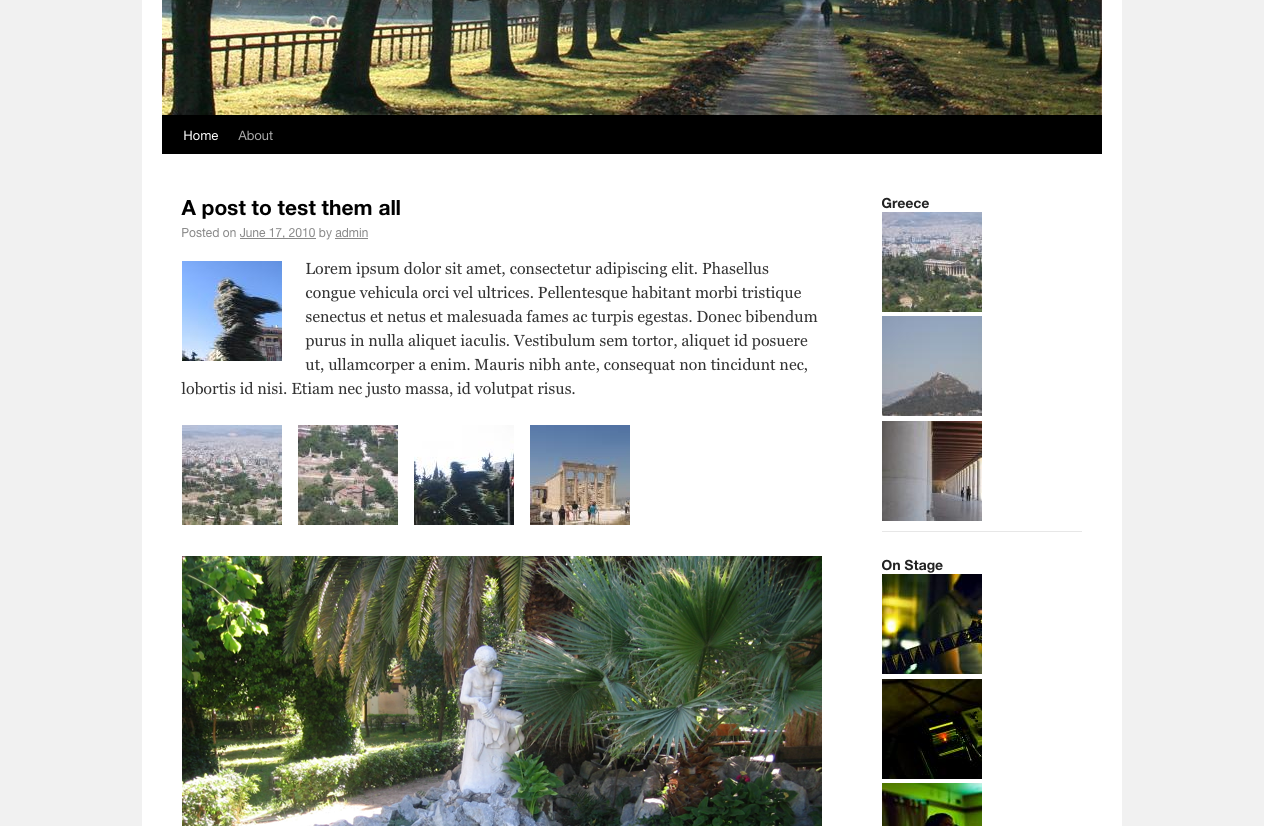 Home About
A post to test them all
Posted on June 17, 2010 by admin
Lorem ipsum dolor sit amet, consectetur adipiscing elit. Phasellus
congue vehicula orci vel ultrices. Pellentesque habitant morbi tristique
senectus et netus et malesuada fames ac turpis egestas. Donec bibendum
purus in nulla aliquet iaculis. Vestibulum sem tortor, aliquet id posuere
ut, ullamcorper a enim. Mauris nibh ante, consequat non tincidunt nec,
lobortis id nisi. Etiam nec justo massa, id volutpat risus.
Greece
On Stage